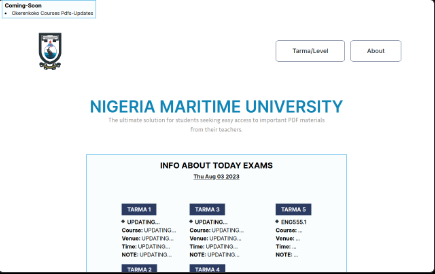 Coming-Soon
• Okerenkoko Courses Pdfs-Updates
Tarma/Level
About
NIGERIA MARITIME UNIVERSITY
The ultimate solution for students seeking easy access to important PDF materials
from their teachers.
INFO ABOUT TODAY EXAMS
Thu Aug 03 2023
TARMA 1
UPDATING...
Course: UPDATING...
Venue: UPDATING...
Time: UPDATING...
NOTE: UPDATING...
TARMA 3
UPDATING...
Course: UPDATING...
Venue: UPDATING...
Time: UPDATING...
NOTE: UPDATING...
TARMA 5
ENG555.1
Course: ...
Venue: ...
Time: ...
NOTE: ...
TARMA 2
TARMA 4